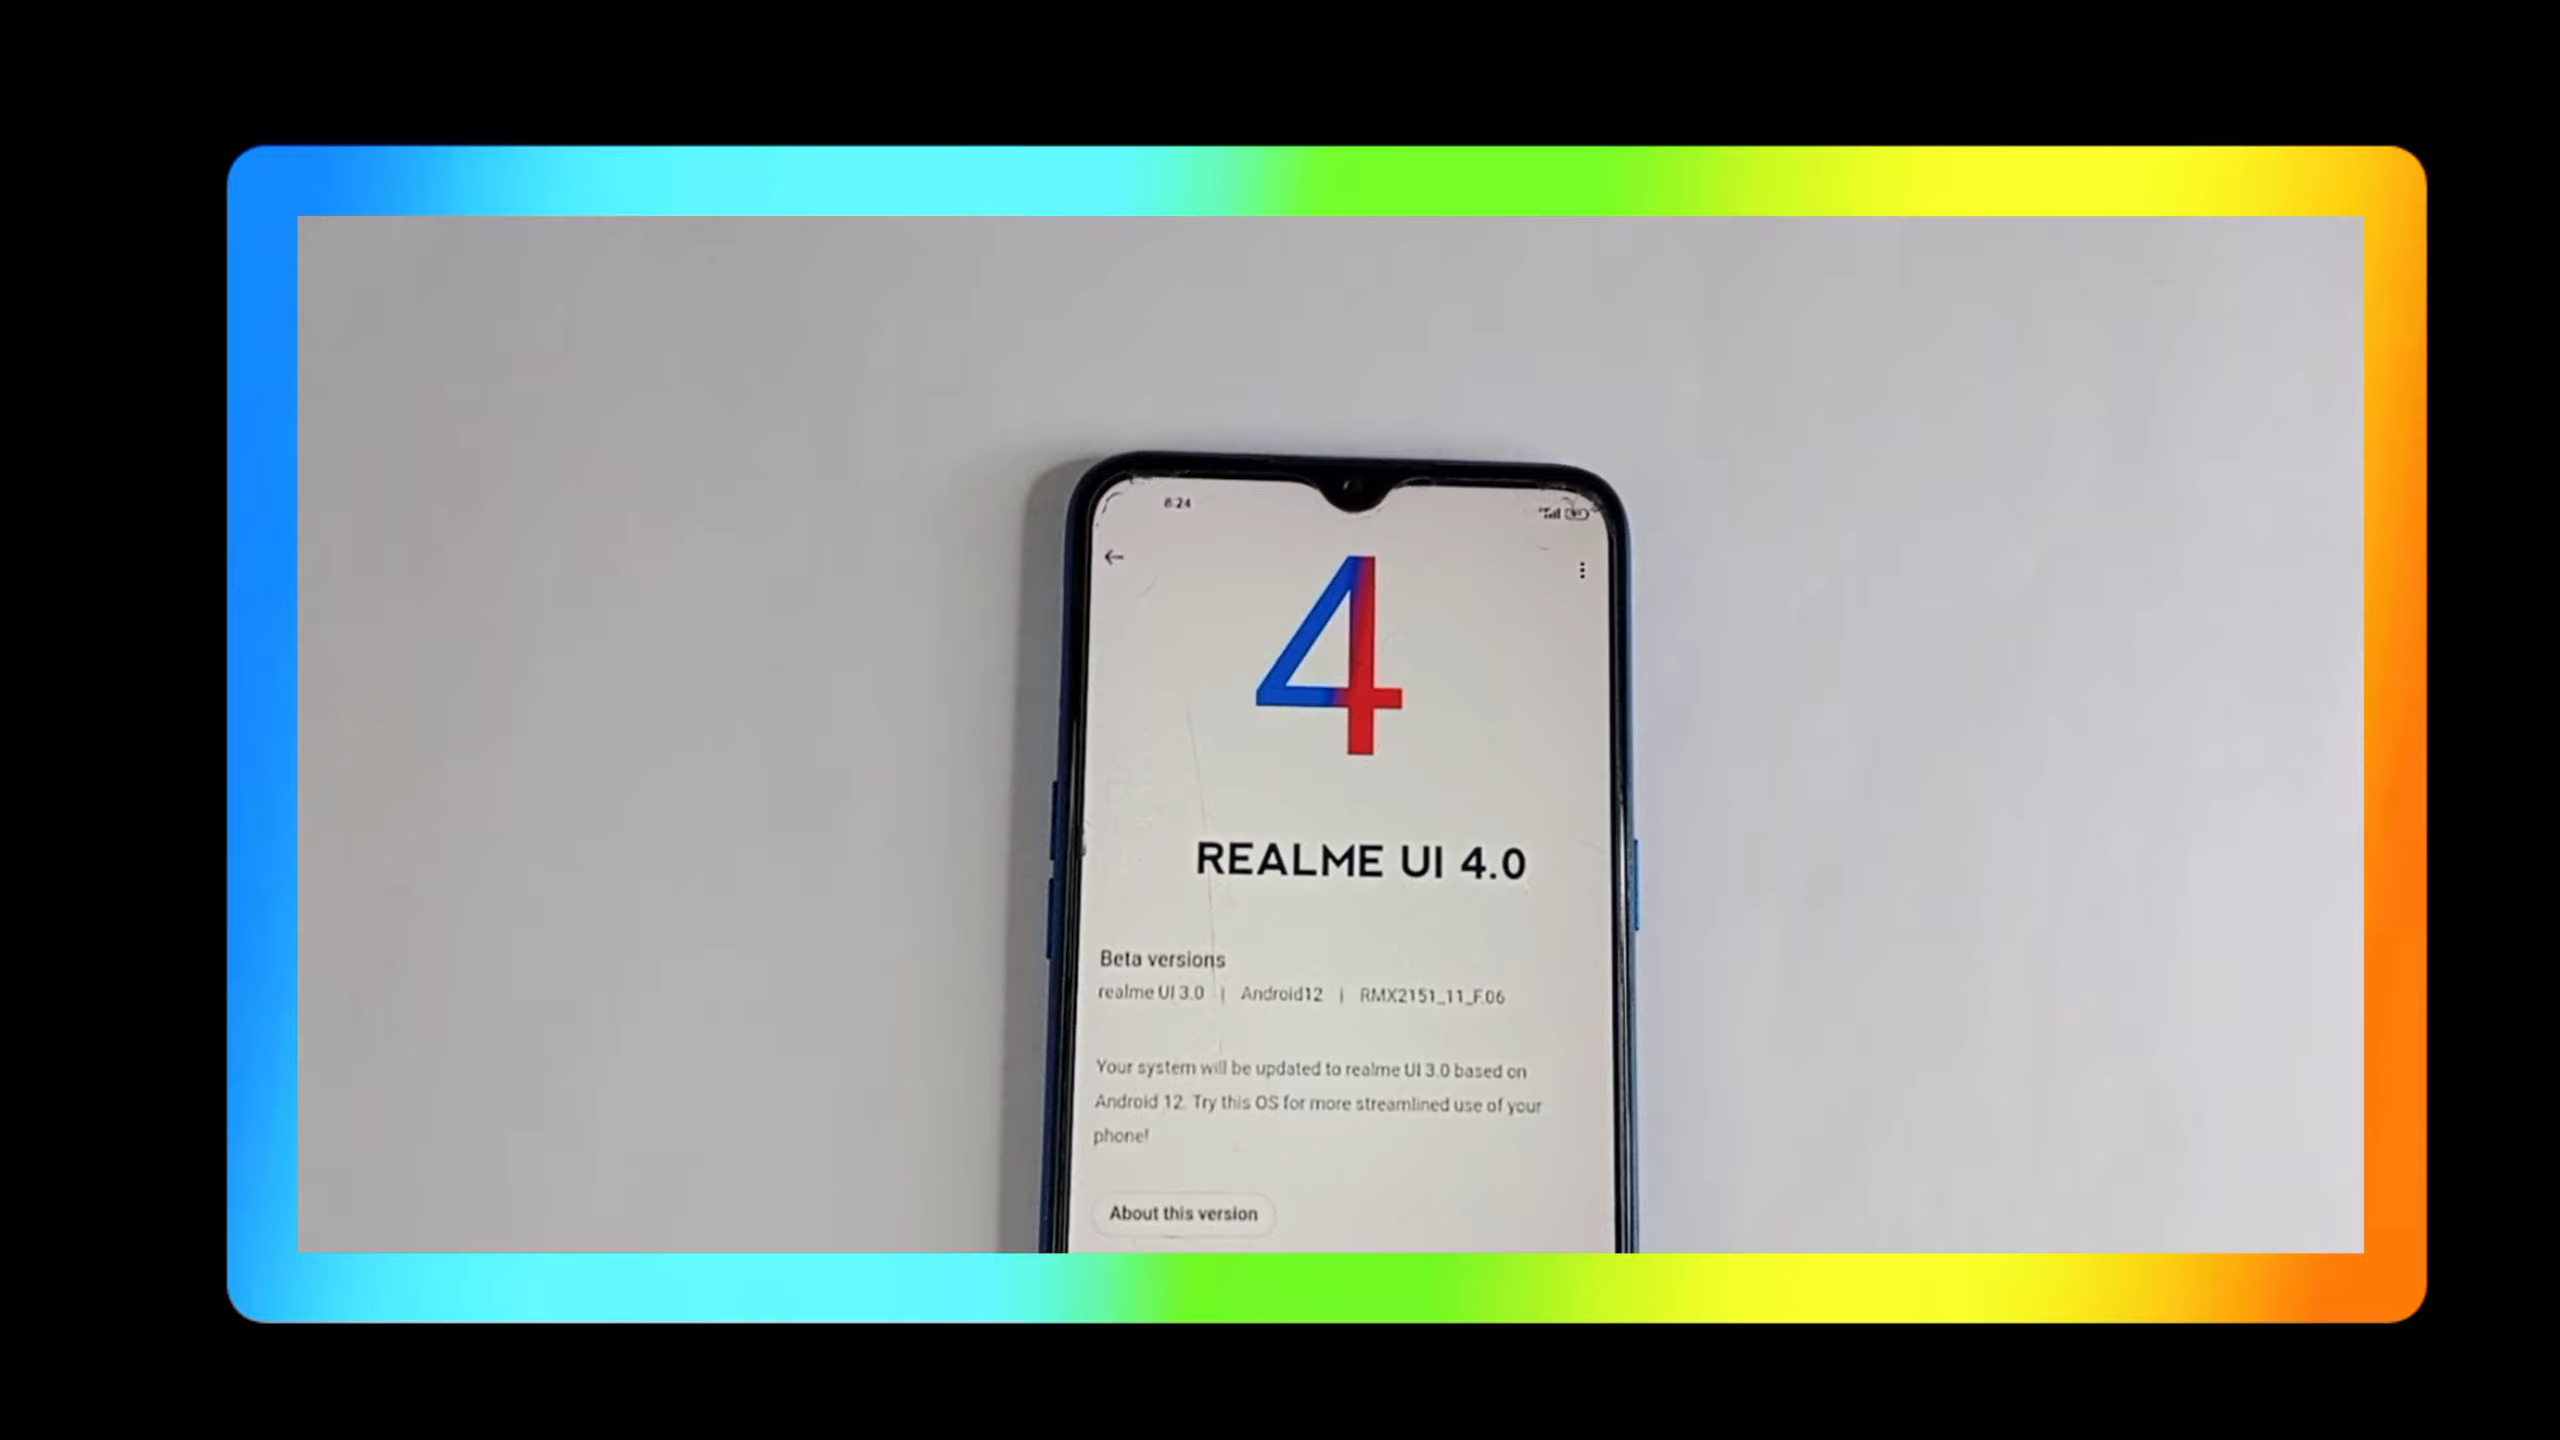 8:24
4
REALME UI 4.0
Beta versions
realme UI 3.0 | Android12 | RMX2151_11_F.06
Your system will be updated to realme UI 3.0 based on
Android 12. Try this OS for more streamlined use of your
phone!
About this version